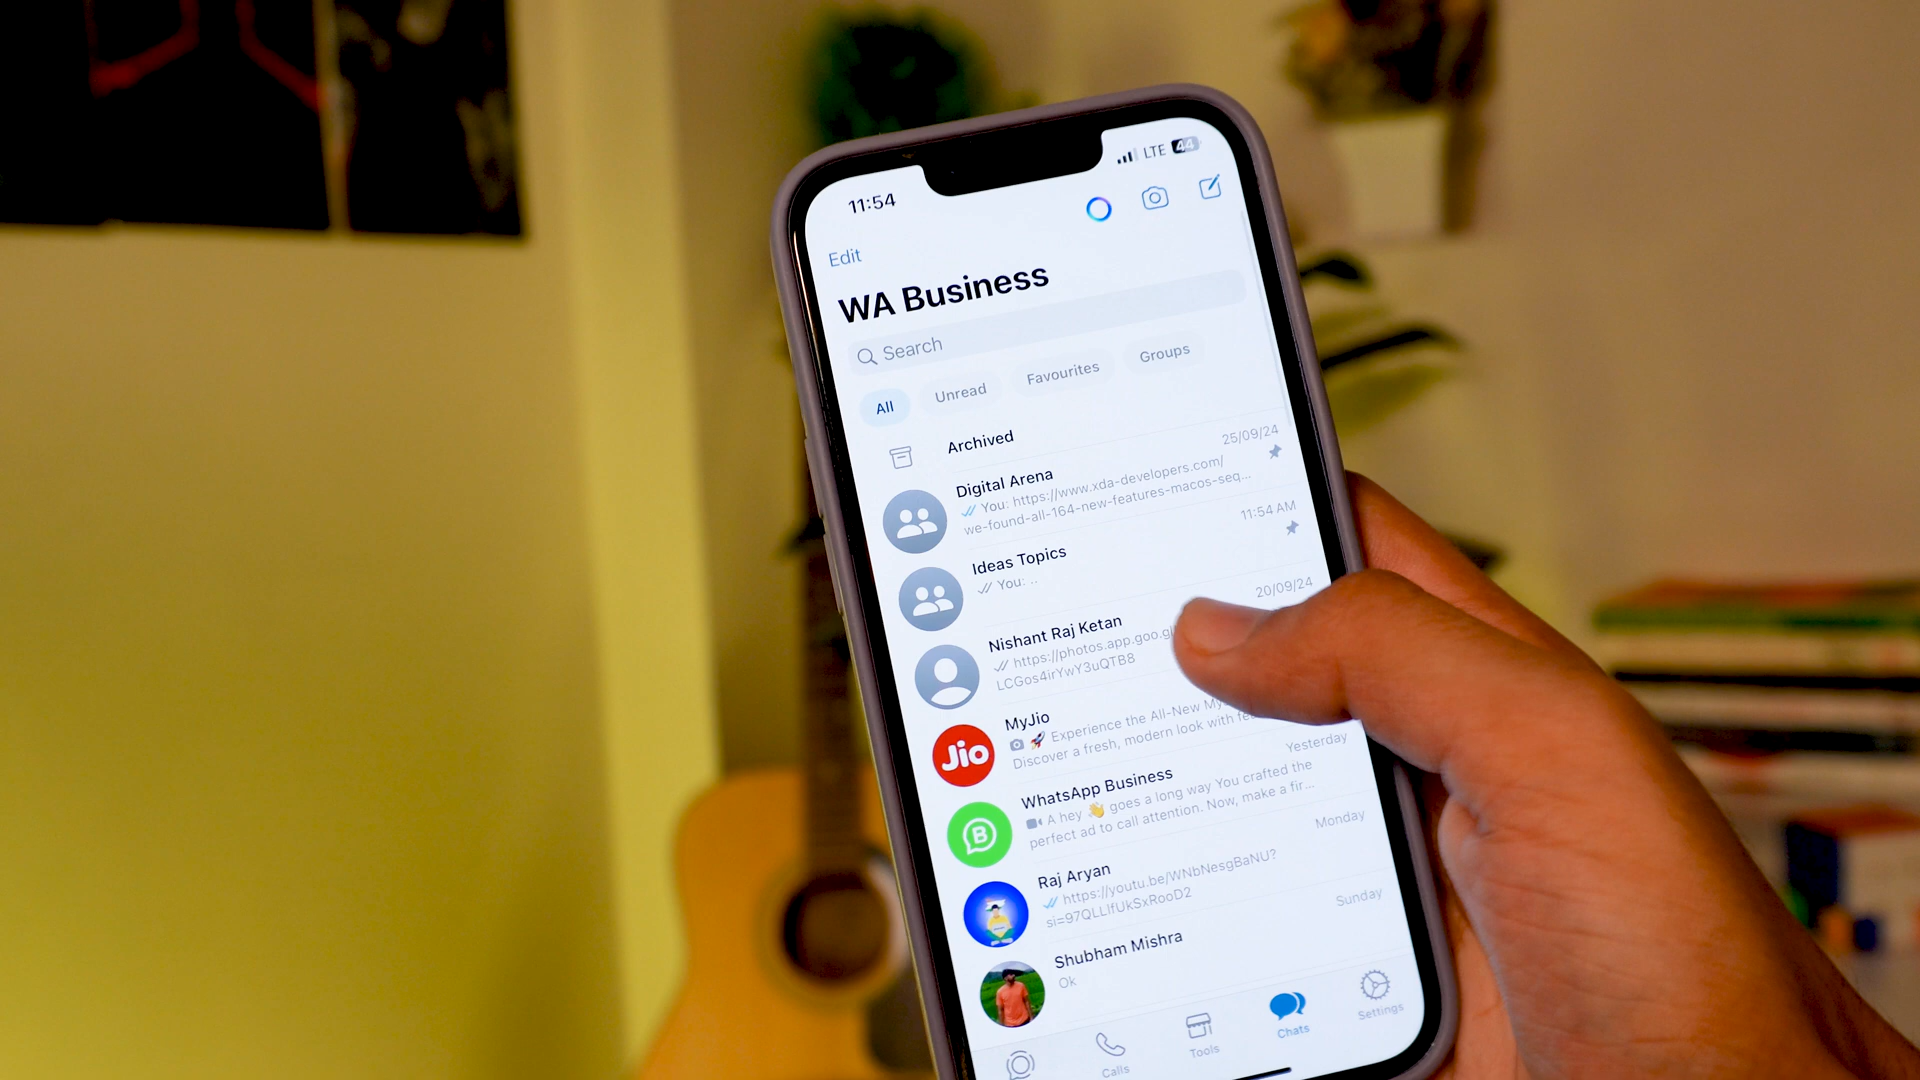 11:54
LTE 44
Edit
WA Business
Search
All Unread Favourites Groups
Archived
Digital Arena 25/09/24
You: https://www.xda-developers.com/
we-found-all-164-new-features-macos-seq...
Ideas Topics 11:54 AM
You: ..
Nishant Raj Ketan 20/09/24
https://photos.app.goo.g
LCGos4irYwY3uQTB8
MyJio
Jio
Experience the All-New My
Discover a fresh, modern look with fe
WhatsApp Business Yesterday
B
A hey 👋 goes a long way You crafted the
perfect ad to call attention. Now, make a fir...
Raj Aryan Monday
https://youtu.be/WNbNesgBaNU?
si=97QLLlfUkSxRooD2
Shubham Mishra Sunday
Ok
Calls Tools Chats Settings